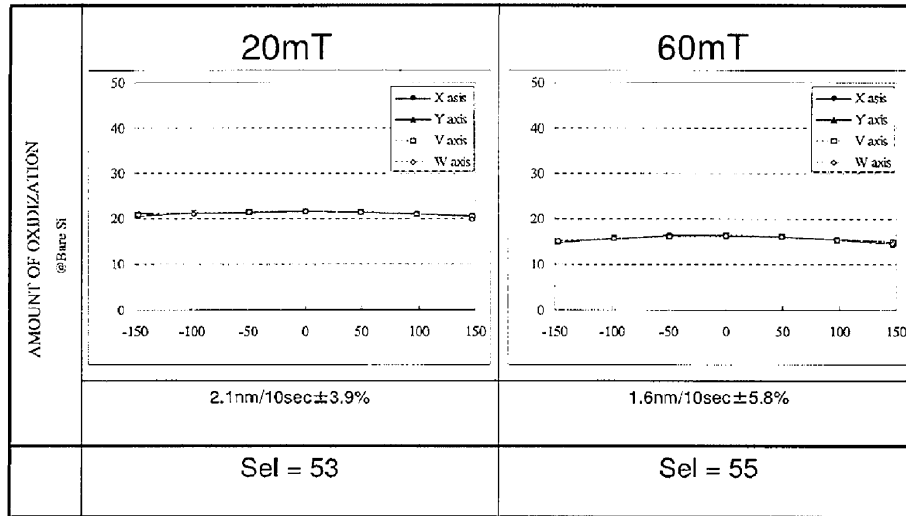 20mT
60mT
AMOUNT OF OXIDIZATION
@Bare Si
50
40
30
20
10
0
-150 -100 -50 0 50 100 150
X asis
Y axis
V axis
W axis
50
40
30
20
10
0
-150 -100 -50 0 50 100 150
X asis
Y axis
V axis
W axis
2.1nm/10sec±3.9%
1.6nm/10sec±5.8%
Sel = 53
Sel = 55